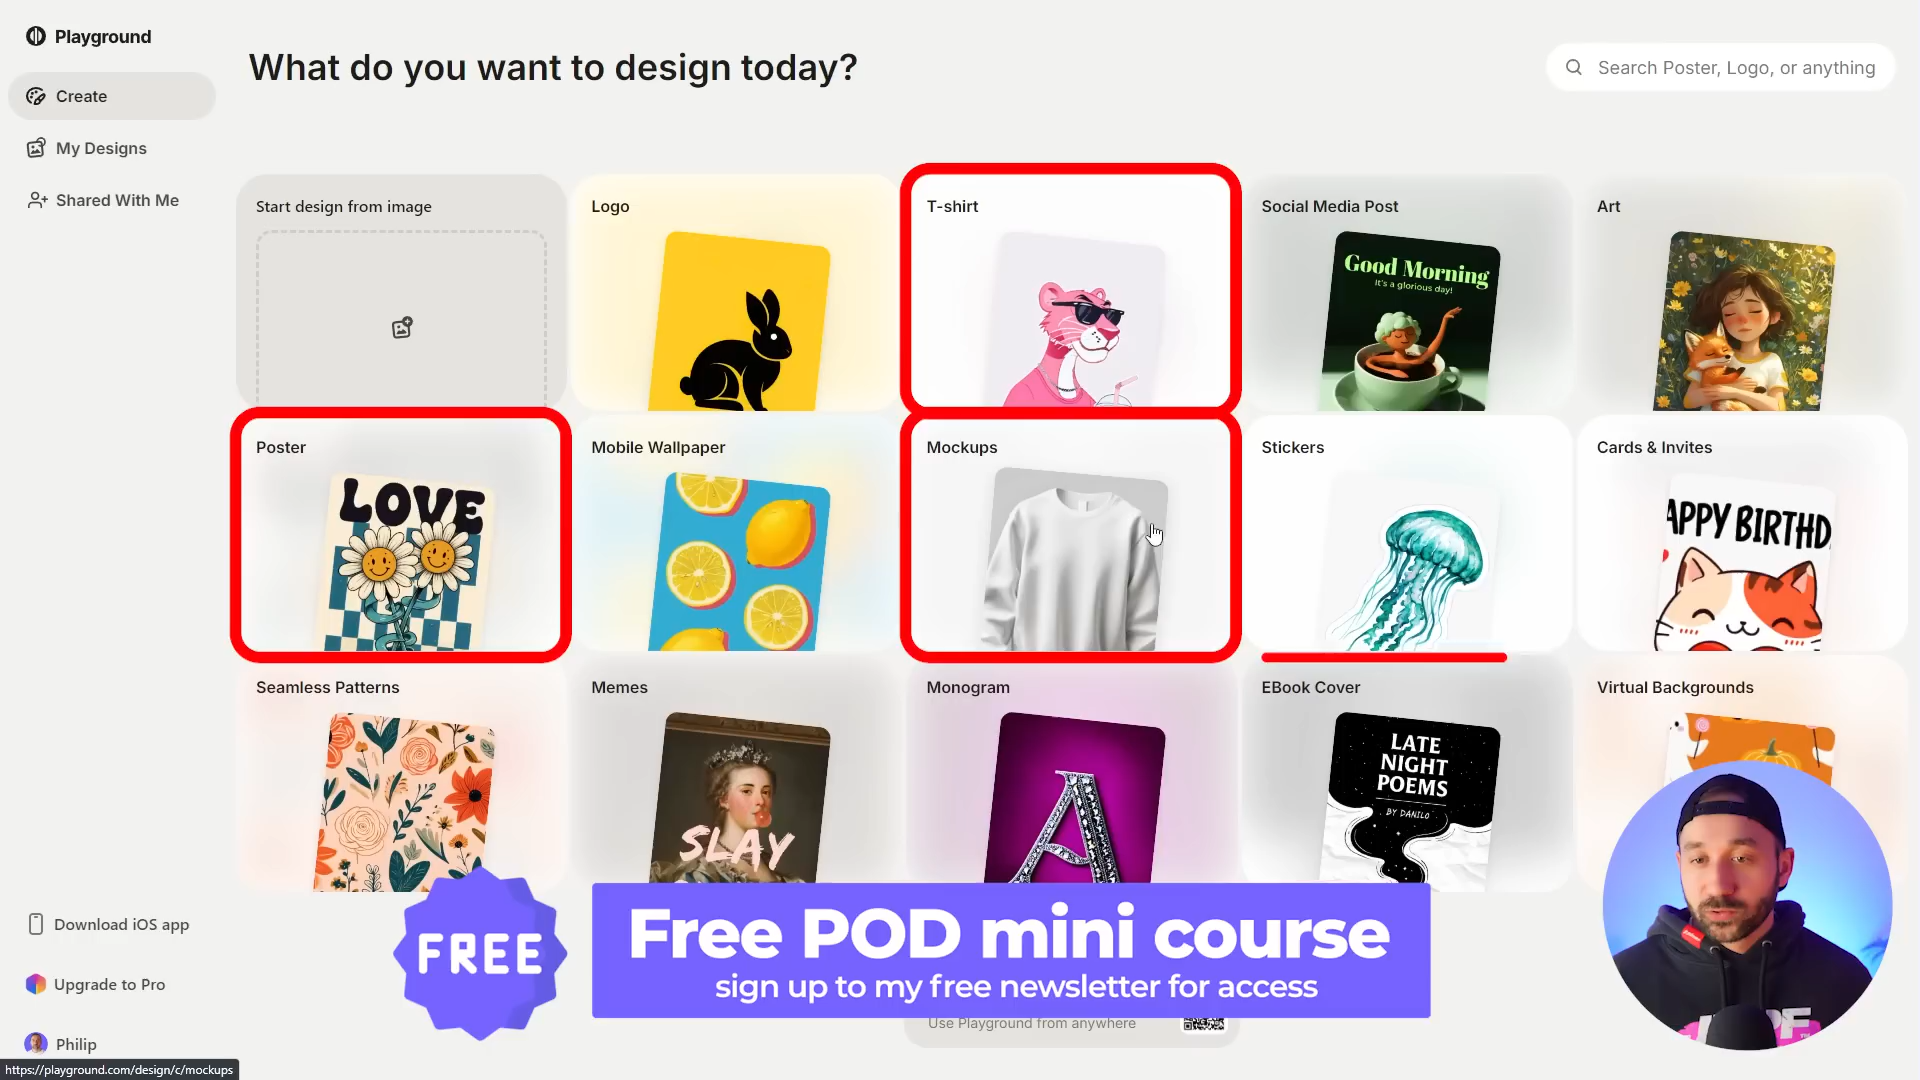 Playground
What do you want to design today?
Search Poster, Logo, or anything
Create
My Designs
Shared With Me
Start design from image
Logo
T-shirt
Social Media Post
Good Morning
It's a glorious day!
Art
Poster
LOVE
Mobile Wallpaper
Mockups
Stickers
Cards & Invites
APPY BIRTHD
Seamless Patterns
Memes
SLAY
Monogram
A
EBook Cover
LATE
NIGHT
POEMS
BY DANILO
Virtual Backgrounds
Download iOS app
Upgrade to Pro
Philip
FREE
Free POD mini course
sign up to my free newsletter for access
Use Playground from anywhere
https://playground.com/design/c/mockups